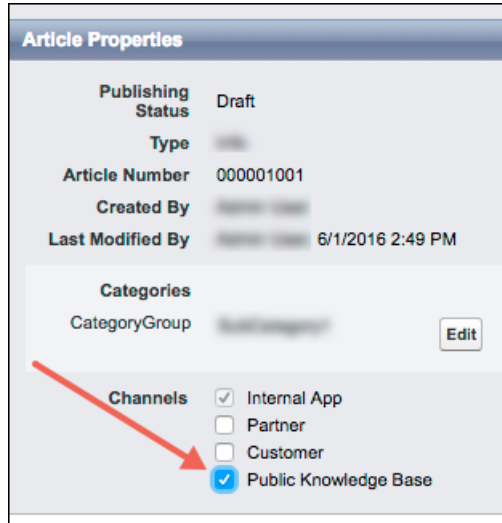 Article Properties
Publishing
Status Draft
Type
Article Number 000001001
Created By
Last Modified By 6/1/2016 2:49 PM
Categories
CategoryGroup
Edit
Channels Internal App
Partner
Customer
Public Knowledge Base